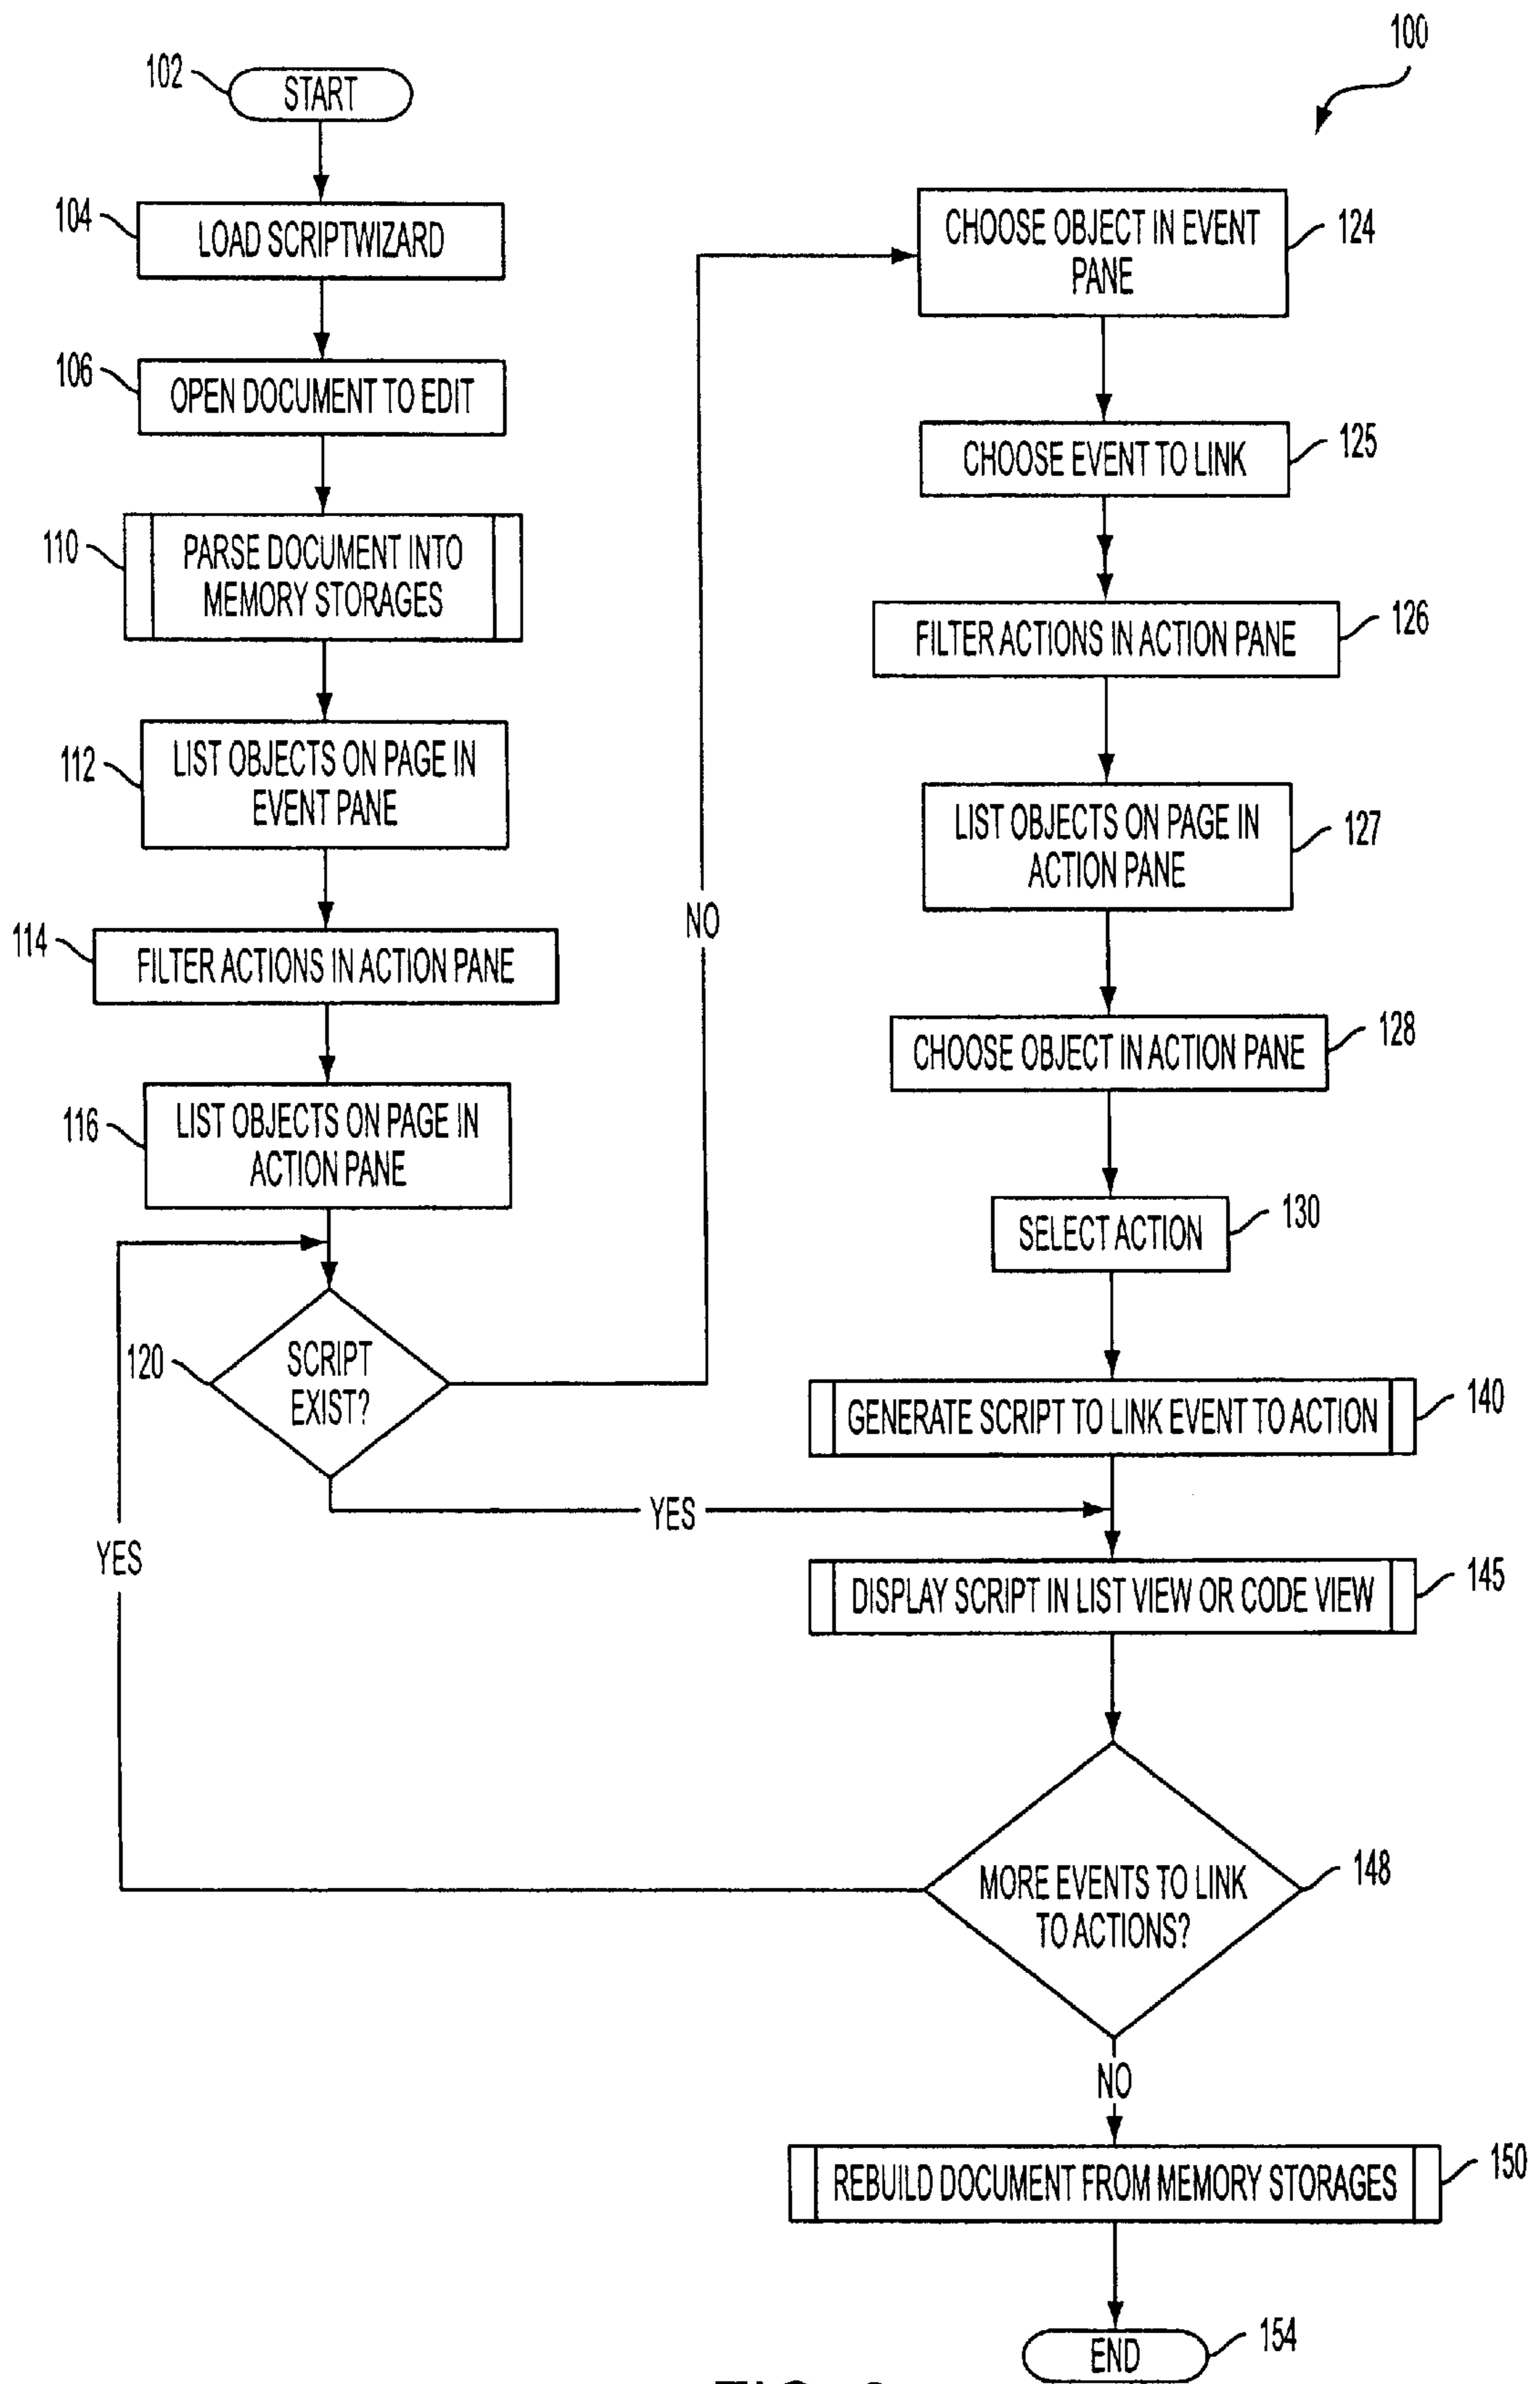 100
102
START
104
LOAD SCRIPTWIZARD
106
OPEN DOCUMENT TO EDIT
110
PARSE DOCUMENT INTO
MEMORY STORAGES
112
LIST OBJECTS ON PAGE IN
EVENT PANE
114
FILTER ACTIONS IN ACTION PANE
116
LIST OBJECTS ON PAGE IN
ACTION PANE
120
SCRIPT
EXIST?
NO
YES
YES
CHOOSE OBJECT IN EVENT
PANE
124
CHOOSE EVENT TO LINK
125
FILTER ACTIONS IN ACTION PANE
126
LIST OBJECTS ON PAGE IN
ACTION PANE
127
CHOOSE OBJECT IN ACTION PANE
128
SELECT ACTION
130
GENERATE SCRIPT TO LINK EVENT TO ACTION
140
DISPLAY SCRIPT IN LIST VIEW OR CODE VIEW
145
MORE EVENTS TO LINK
TO ACTIONS?
148
NO
REBUILD DOCUMENT FROM MEMORY STORAGES
150
END
154